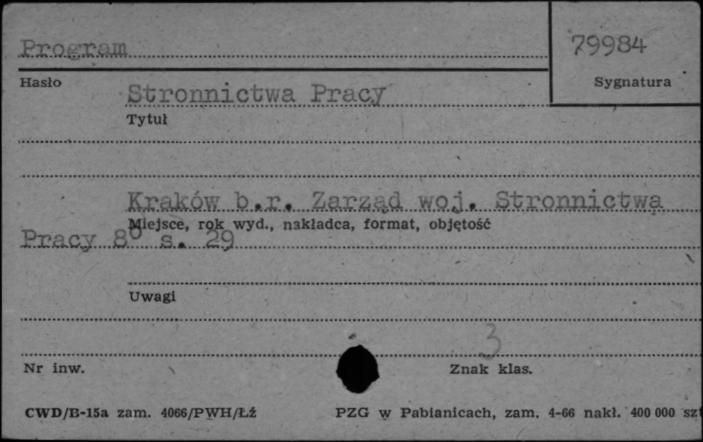 Program
79984
Hasło
Sygnatura
Stronnictwa Pracy
Tytuł
Kraków b.r. Zarząd woj. Stronnictwa
Miejsce, rok wyd., nakładca, format, objętość
Pracy 8° s. 29
Uwagi
3
Nr inw.
Znak klas.
CWD/B-15a zam. 4066/PWH/Łź
PZG w Pabianicach, zam. 4-66 nakł. 400 000 szt